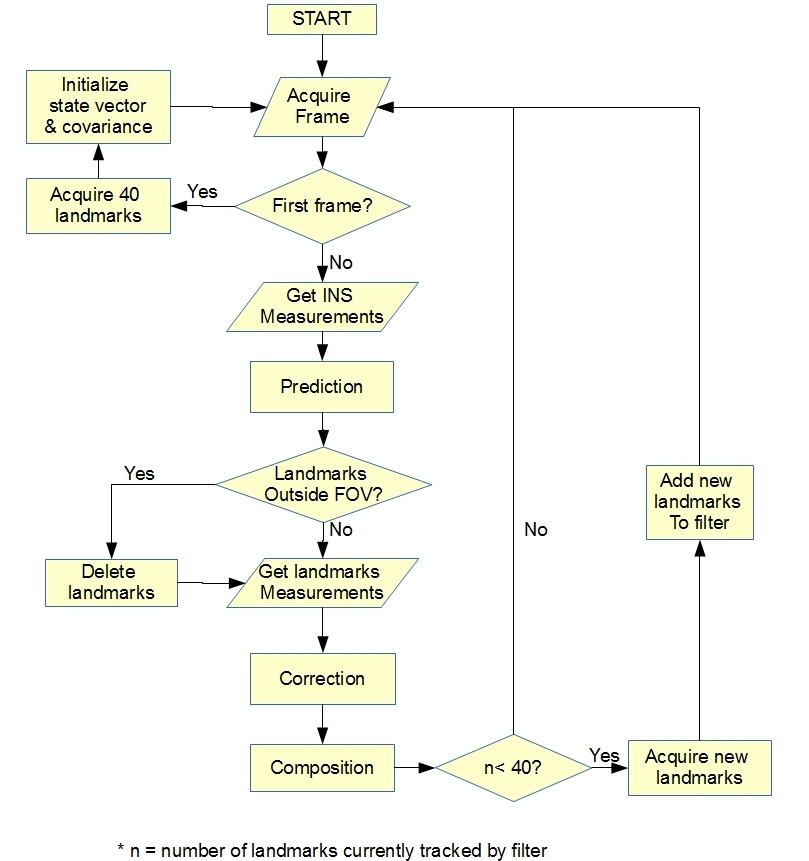 START
Initialize
state vector
& covariance
Acquire
Frame
Acquire 40
landmarks
Yes
First frame?
No
Get INS
Measurements
Prediction
Yes
Landmarks
Outside FOV?
No
No
Add new
landmarks
To filter
Delete
landmarks
Get landmarks
Measurements
Correction
Composition
n< 40?
Yes
Acquire new
landmarks
* n = number of landmarks currently tracked by filter